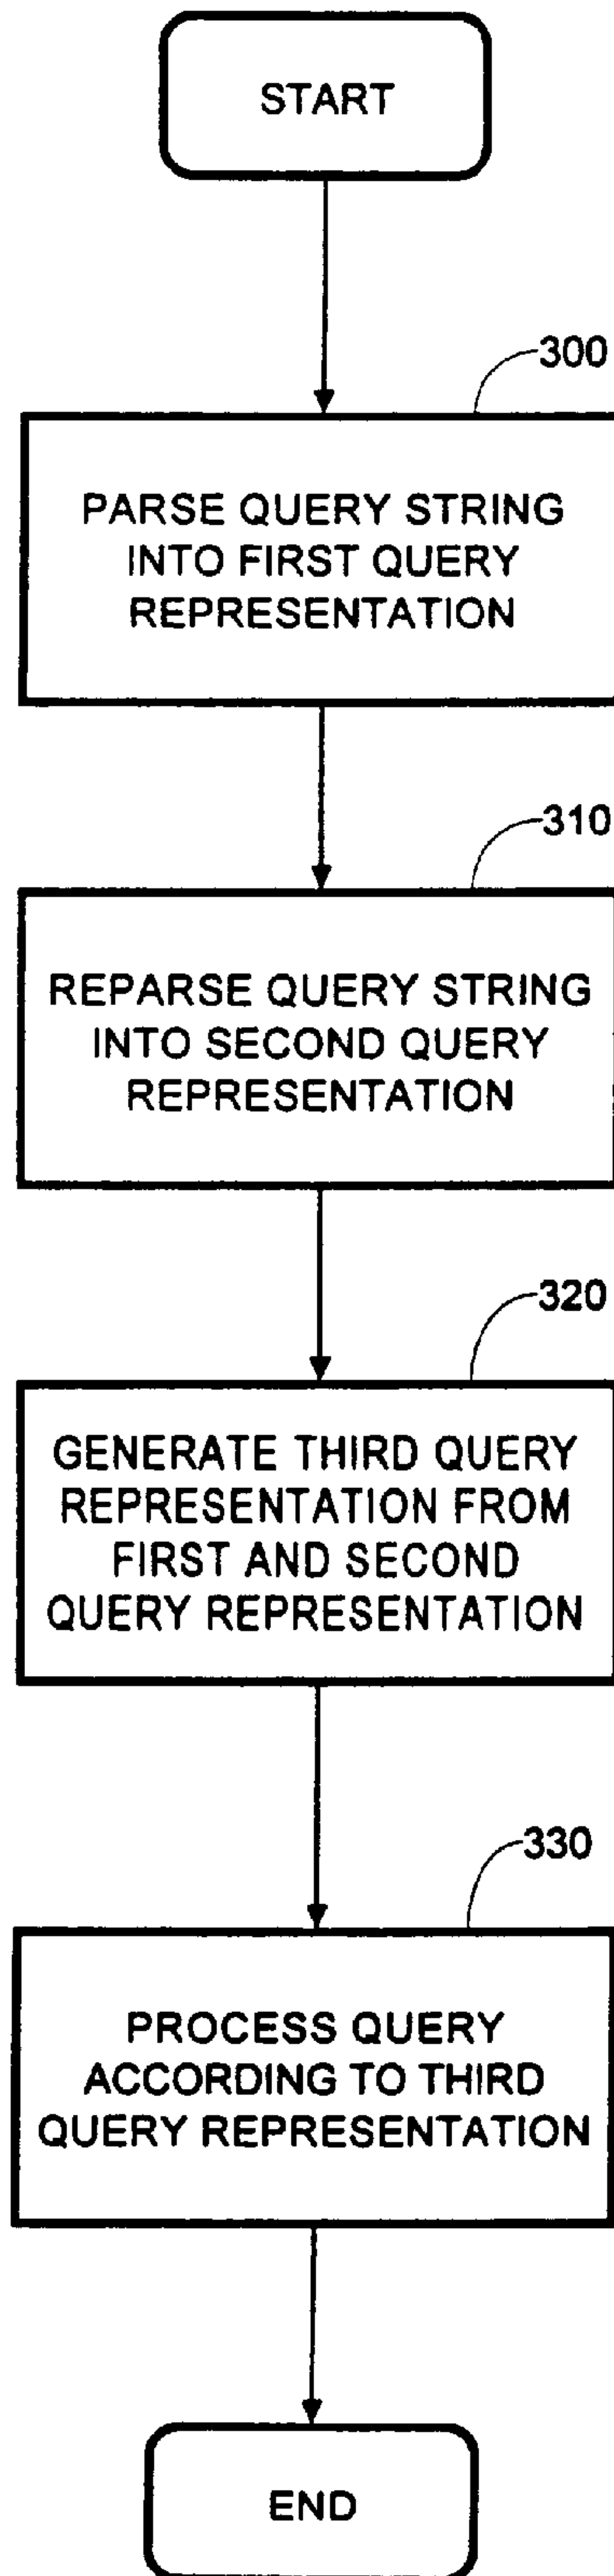 START
300
PARSE QUERY STRING
INTO FIRST QUERY
REPRESENTATION
310
REPARSE QUERY STRING
INTO SECOND QUERY
REPRESENTATION
320
GENERATE THIRD QUERY
REPRESENTATION FROM
FIRST AND SECOND
QUERY REPRESENTATION
330
PROCESS QUERY
ACCORDING TO THIRD
QUERY REPRESENTATION
END